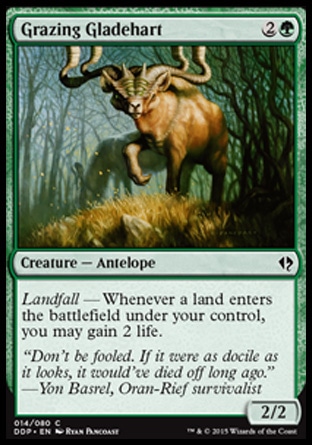 Grazing Gladehart 2
Creature — Antelope
Landfall — Whenever a land enters
the battlefield under your control,
you may gain 2 life.
“Don’t be fooled. If it were as docile as
it looks, it would’ve died off long ago.”
—Yon Basrel, Oran-Rief survivalist
2/2
014/080 C
DDP • EN Ryan Pancoast
™ & © 2015 Wizards of the Coast